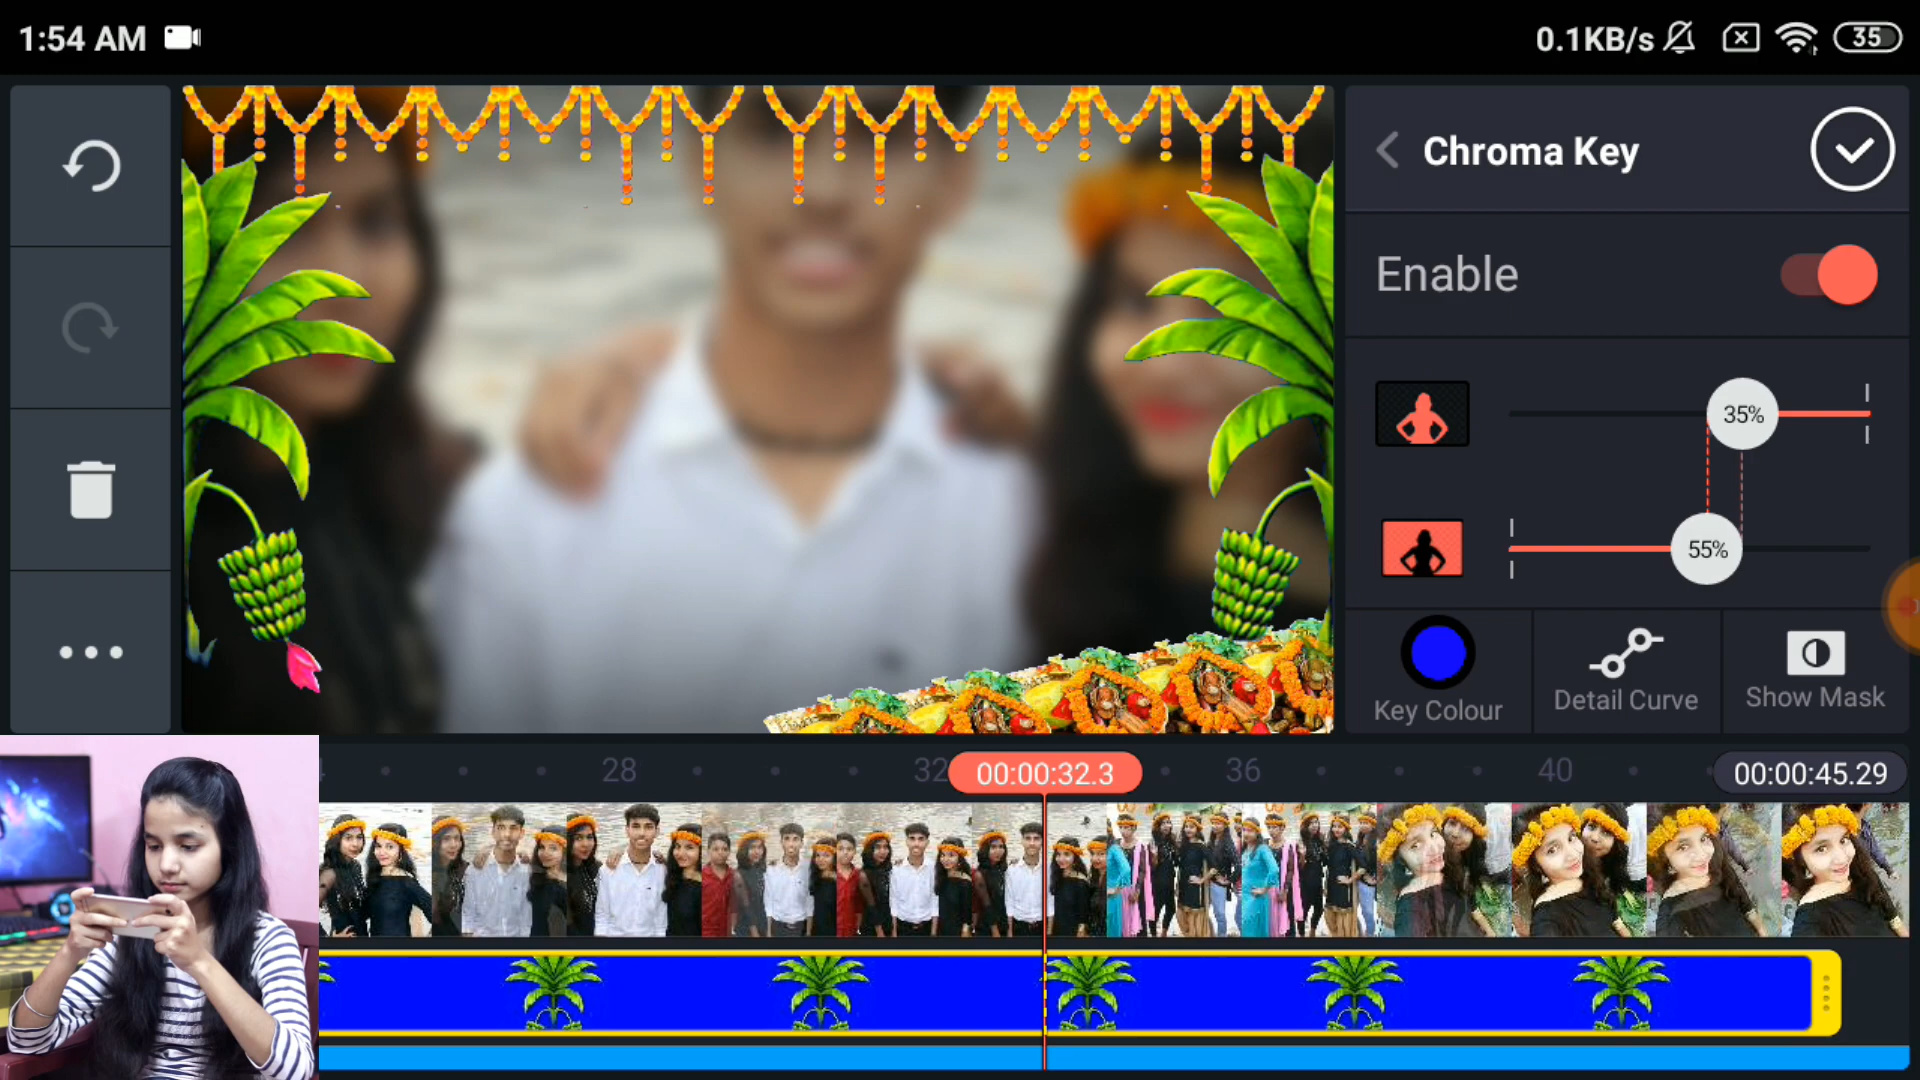 1:54 AM
0.1KB/s
35
Chroma Key
Enable
35%
55%
Key Colour
Detail Curve
Show Mask
28
32
00:00:32.3
36
40
00:00:45.29